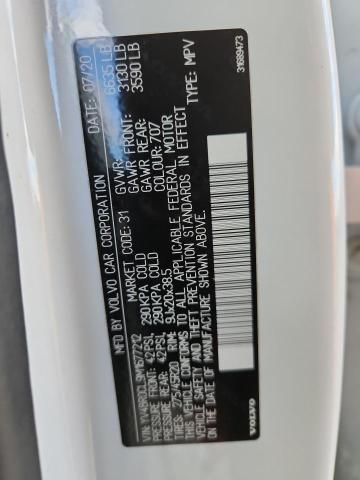 MFD BY VOLVO CAR CORPORATION DATE: 07/20
GVWR: 6635 LB
MARKET CODE: 31 GAWR FRONT: 3130 LB
GAWR REAR: 3590 LB
PRESSURE FRONT: 42PSI, 290KPA COLD COLOUR: 707
PRESSURE REAR: 42PSI, 290KPA COLD TYPE: MPV
TIRES: 275/45R20 RIM: 9Jx20x38.5
VEHICLE CONFORMS TO ALL APPLICABLE FEDERAL MOTOR
VEHICLE SAFETY AND THEFT PREVENTION STANDARDS IN EFFECT
ON THE DATE OF MANUFACTURE SHOWN ABOVE.
VOLVO
31689473